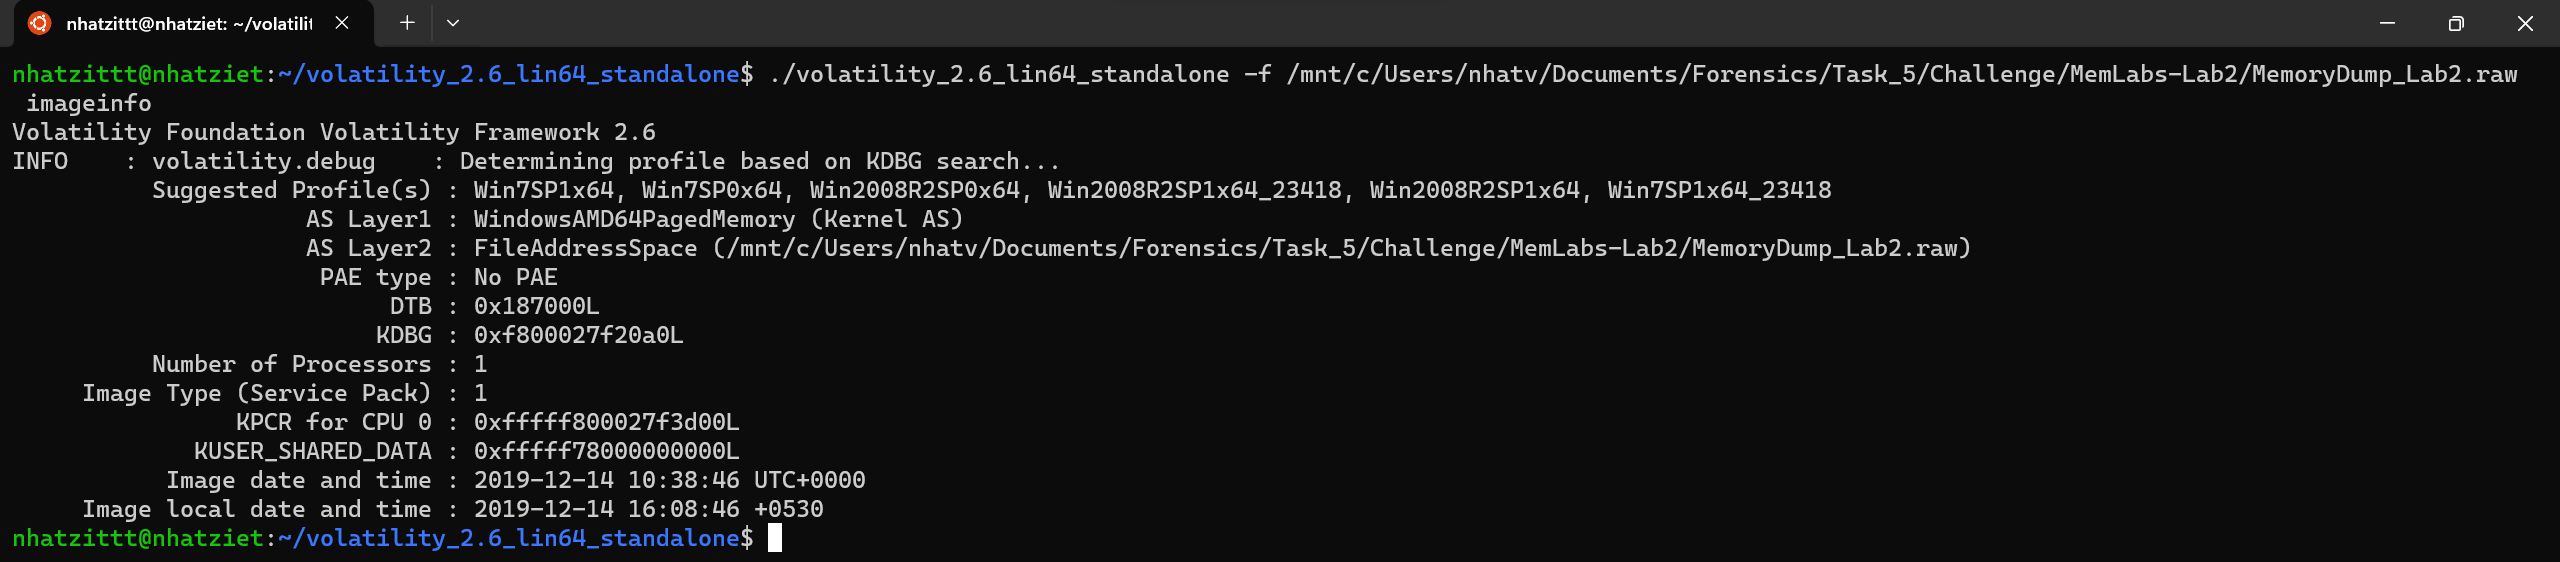 nhatzittt@nhatziet: ~/volatilit
nhatzittt@nhatziet:~/volatility_2.6_lin64_standalone$ ./volatility_2.6_lin64_standalone -f /mnt/c/Users/nhatv/Documents/Forensics/Task_5/Challenge/MemLabs-Lab2/MemoryDump_Lab2.raw
 imageinfo
Volatility Foundation Volatility Framework 2.6
INFO    : volatility.debug    : Determining profile based on KDBG search...
          Suggested Profile(s) : Win7SP1x64, Win7SP0x64, Win2008R2SP0x64, Win2008R2SP1x64_23418, Win2008R2SP1x64, Win7SP1x64_23418
                     AS Layer1 : WindowsAMD64PagedMemory (Kernel AS)
                     AS Layer2 : FileAddressSpace (/mnt/c/Users/nhatv/Documents/Forensics/Task_5/Challenge/MemLabs-Lab2/MemoryDump_Lab2.raw)
                      PAE type : No PAE
                           DTB : 0x187000L
                          KDBG : 0xf800027f20a0L
          Number of Processors : 1
     Image Type (Service Pack) : 1
                KPCR for CPU 0 : 0xfffff800027f3d00L
             KUSER_SHARED_DATA : 0xfffff78000000000L
           Image date and time : 2019-12-14 10:38:46 UTC+0000
     Image local date and time : 2019-12-14 16:08:46 +0530
nhatzittt@nhatziet:~/volatility_2.6_lin64_standalone$